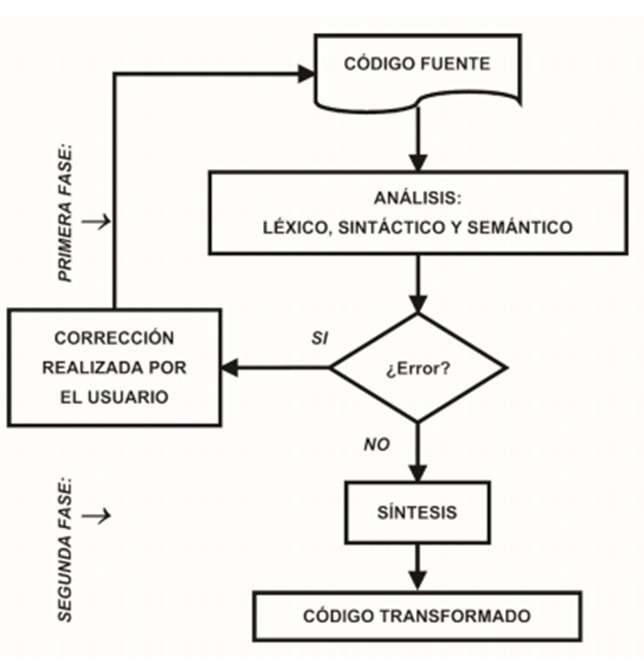 CÓDIGO FUENTE
PRIMERA FASE:
ANÁLISIS:
LÉXICO, SINTÁCTICO Y SEMÁNTICO
CORRECCIÓN
REALIZADA POR
EL USUARIO
SI
¿Error?
NO
SEGUNDA FASE:
SÍNTESIS
CÓDIGO TRANSFORMADO